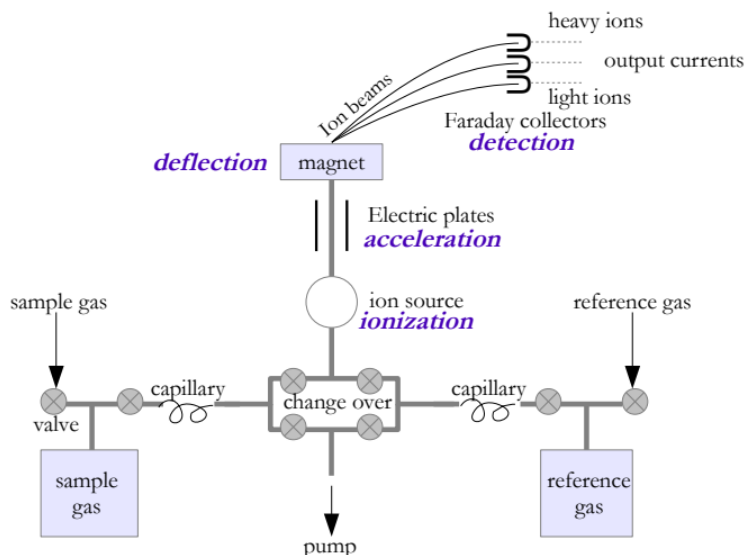 heavy ions
output currents
light ions
Ion beams
Faraday collectors
detection
deflection
magnet
Electric plates
acceleration
sample gas
ion source
reference gas
ionization
capillary
capillary
valve
change over
sample
gas
reference
gas
pump